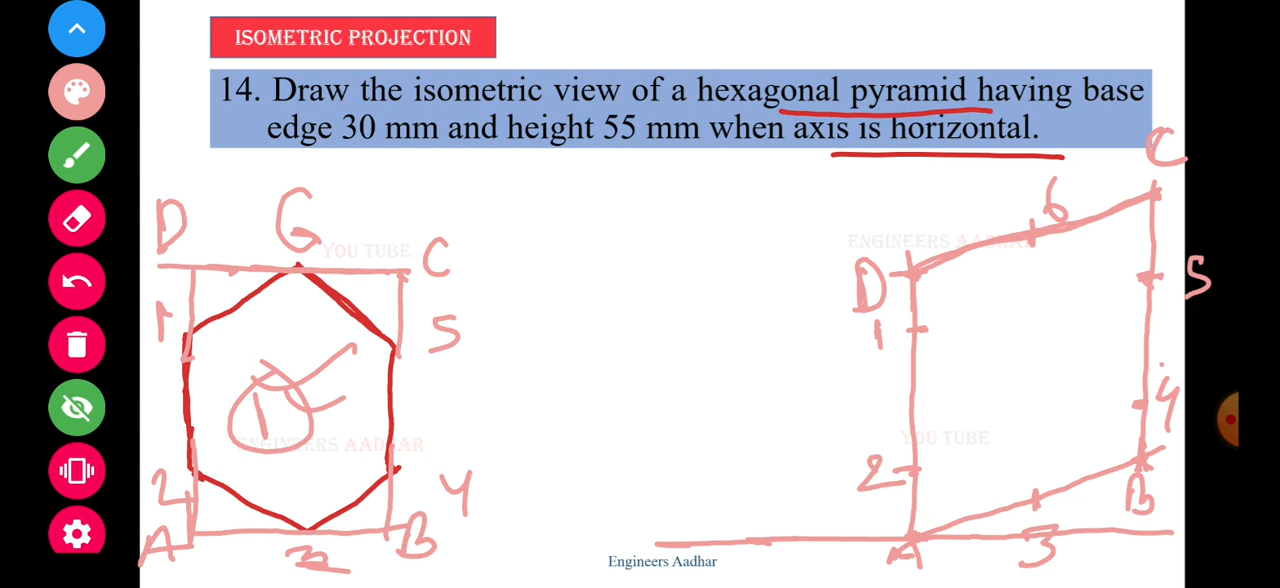 ISOMETRIC PROJECTION
14. Draw the isometric view of a hexagonal pyramid having base
edge 30 mm and height 55 mm when axis is horizontal.
C
D
G
C
YOU TUBE
ENGINEERS AADHAR
6
D
S
1
5
1
1
ENGINEERS AADHAR
YOU TUBE
4
2
4
2
B
A
B
3
A
3
Engineers Aadhar